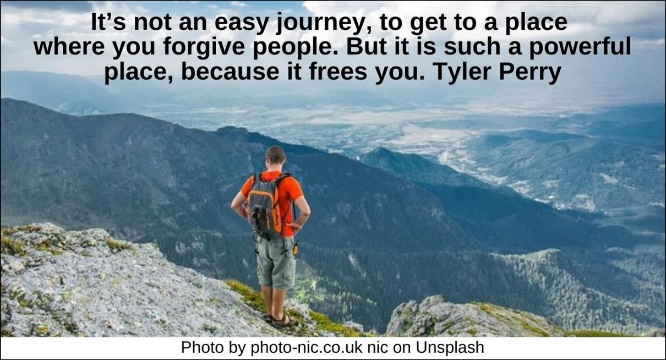 It’s not an easy journey, to get to a place
where you forgive people. But it is such a powerful
place, because it frees you. Tyler Perry
Photo by photo-nic.co.uk nic on Unsplash